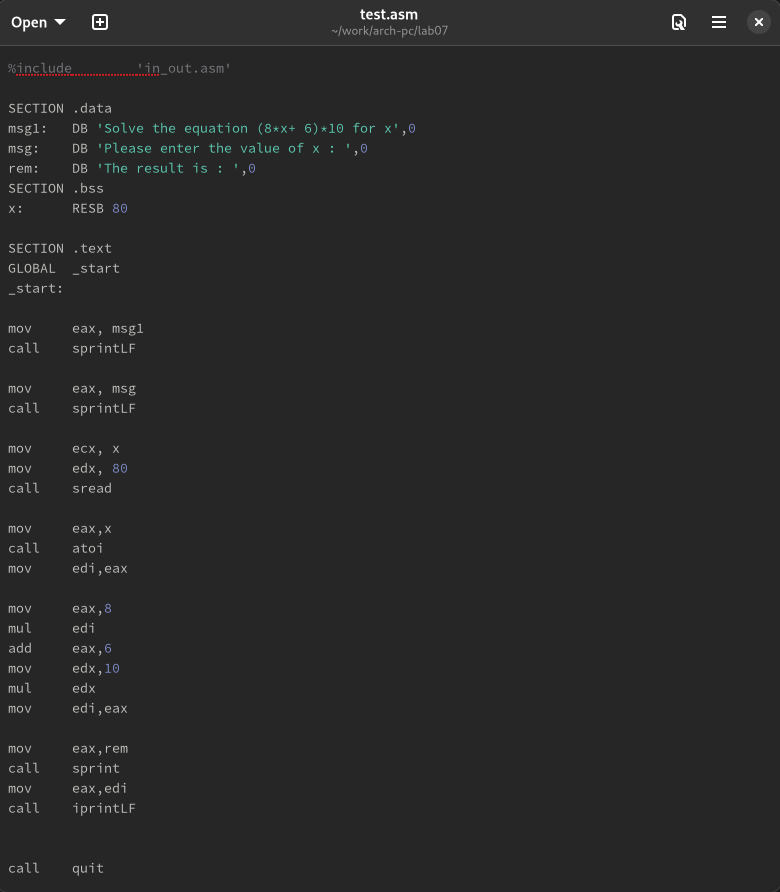 Open
test.asm
~/work/arch-pc/lab07
%include        'in_out.asm'
SECTION .data
msg1:   DB 'Solve the equation (8*x+ 6)*10 for x',0
msg:    DB 'Please enter the value of x : ',0
rem:    DB 'The result is : ',0
SECTION .bss
x:      RESB 80
SECTION .text
GLOBAL  _start
_start:
mov     eax, msg1
call    sprintLF
mov     eax, msg
call    sprintLF
mov     ecx, x
mov     edx, 80
call    sread
mov     eax,x
call    atoi
mov     edi,eax
mov     eax,8
mul     edi
add     eax,6
mov     edx,10
mul     edx
mov     edi,eax
mov     eax,rem
call    sprint
mov     eax,edi
call    iprintLF
call    quit